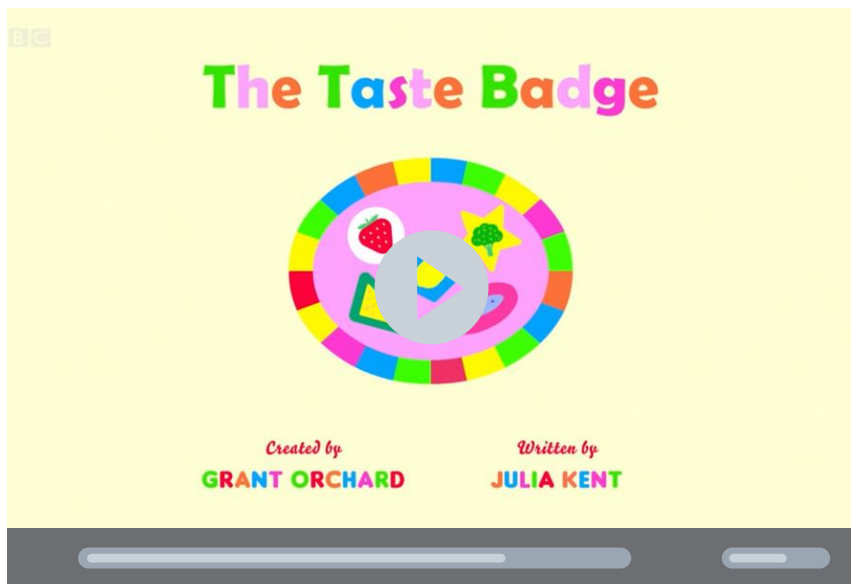 BBC
The Taste Badge
Created by
Written by
GRANT ORCHARD
JULIA KENT